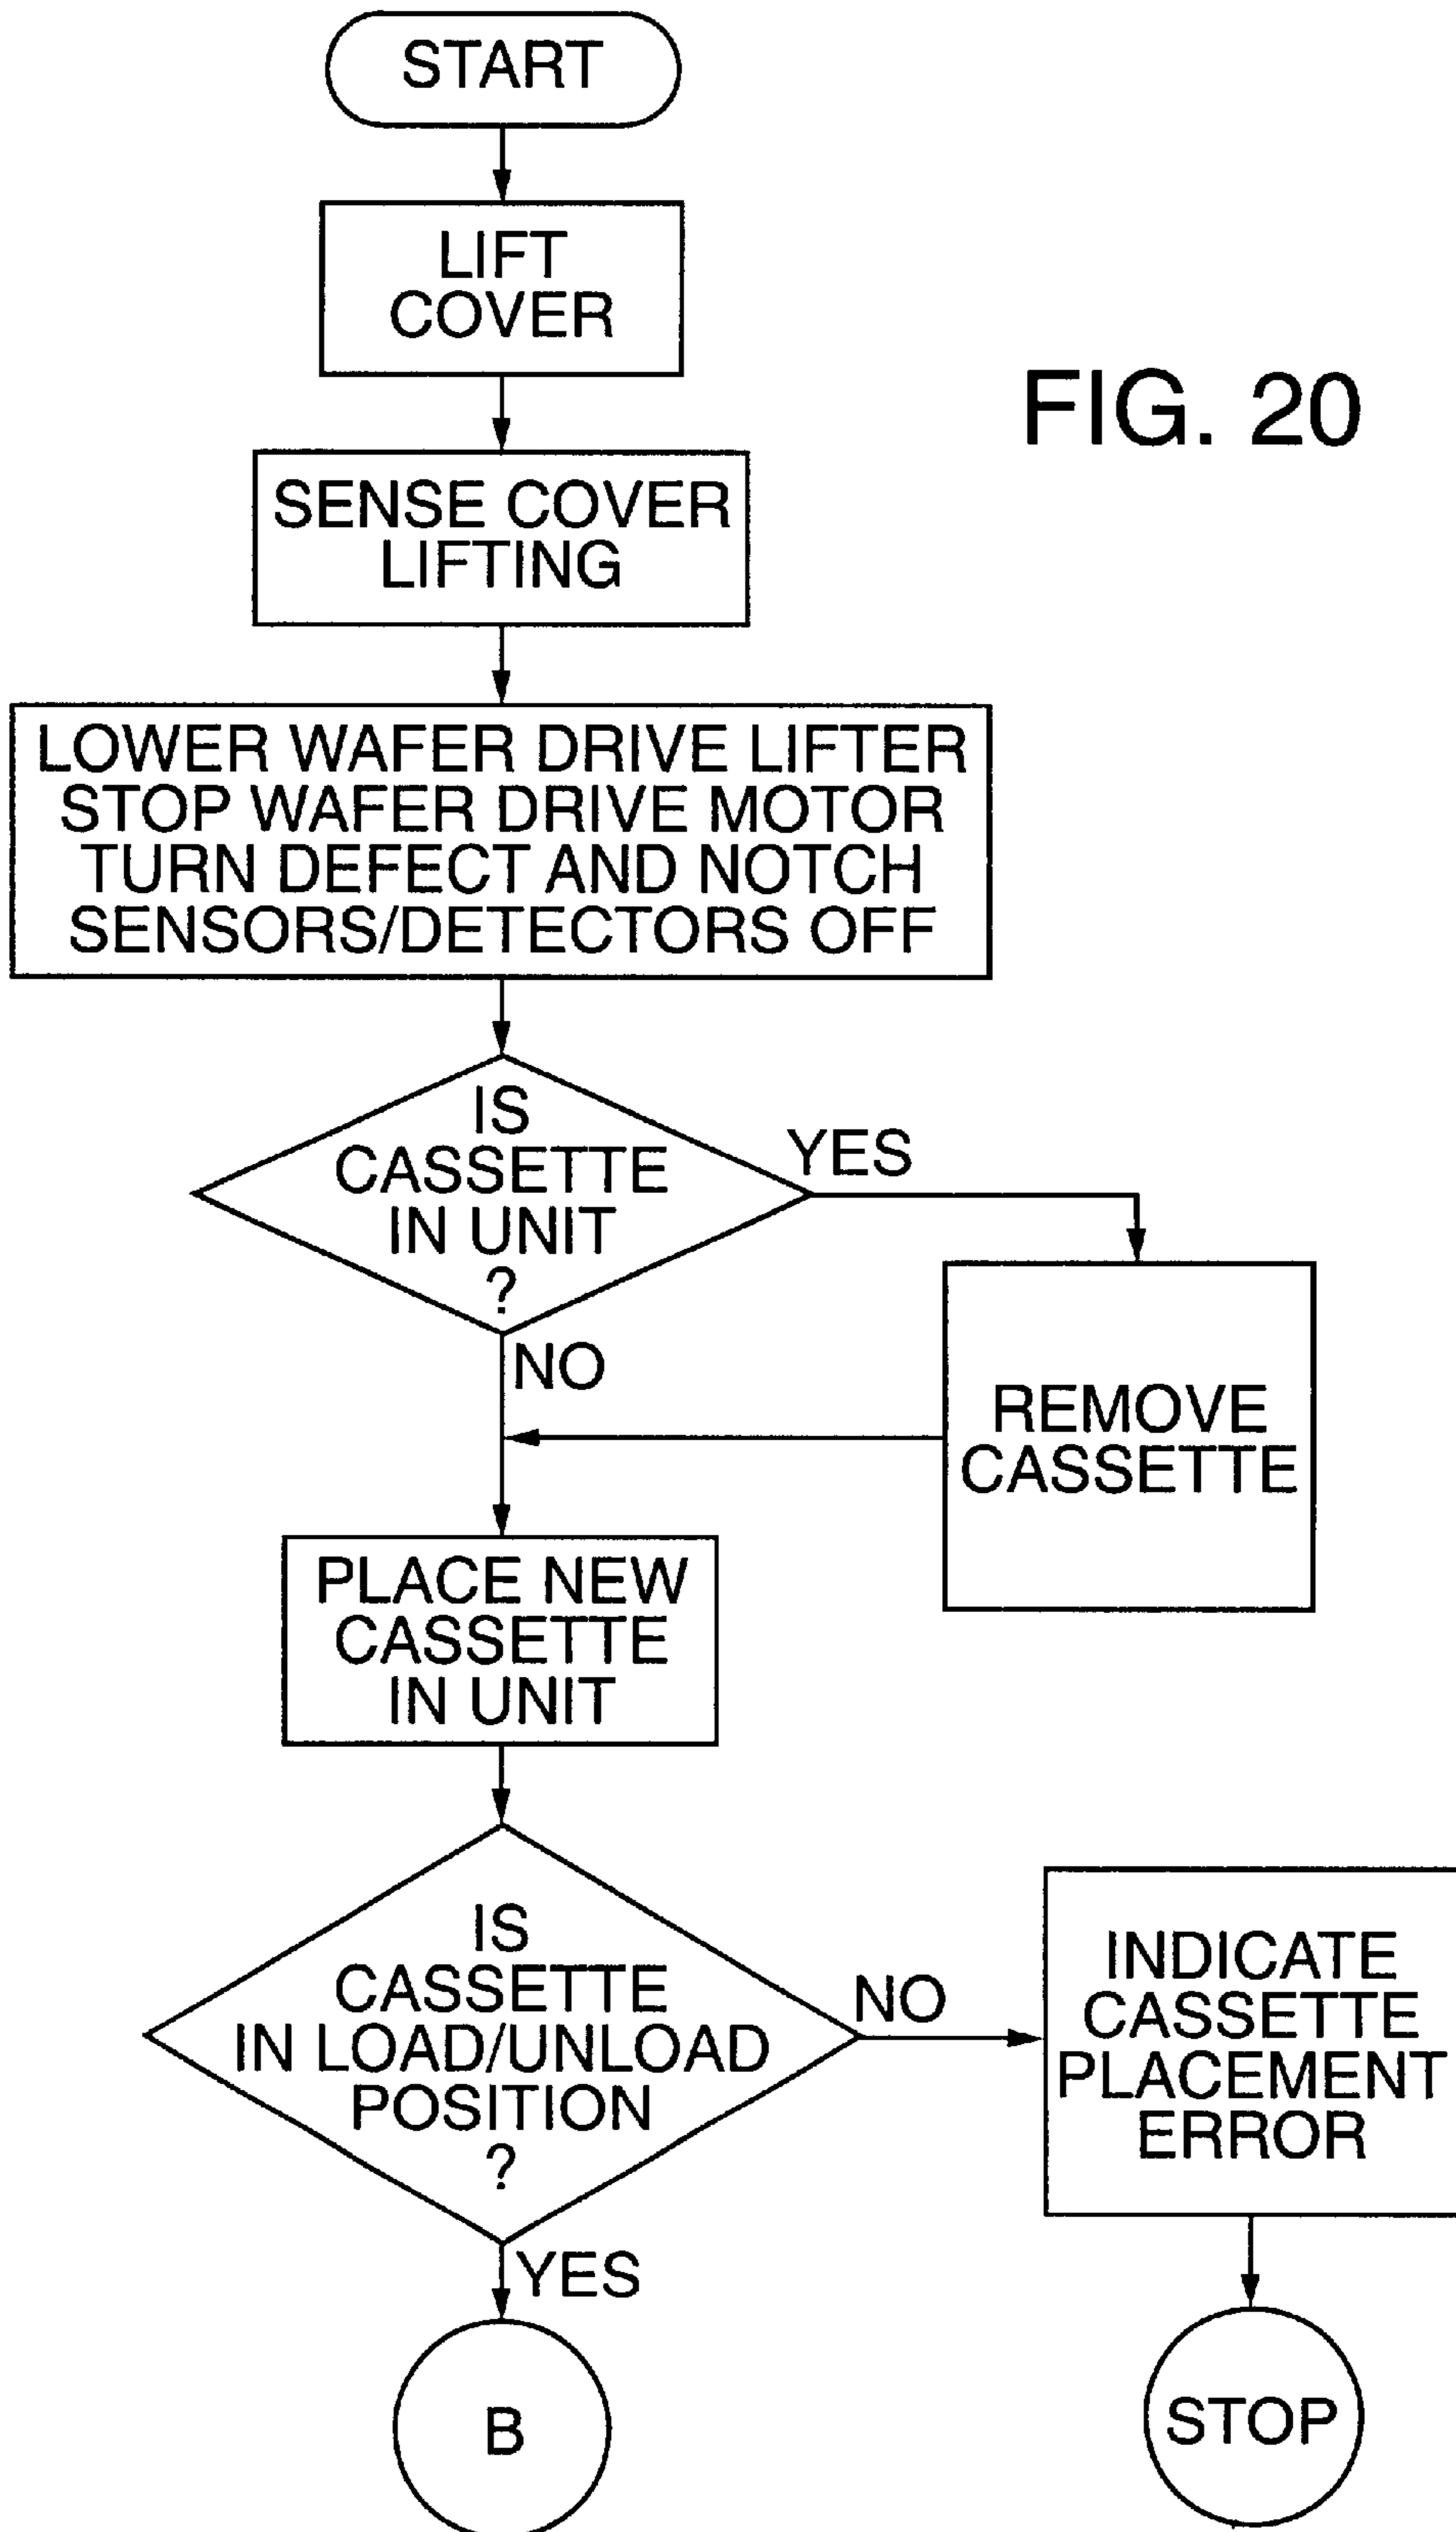 START
LIFT
COVER
FIG. 20
SENSE COVER
LIFTING
LOWER WAFER DRIVE LIFTER
STOP WAFER DRIVE MOTOR
TURN DEFECT AND NOTCH
SENSORS/DETECTORS OFF
IS
CASSETTE
IN UNIT
?
YES
NO
REMOVE
CASSETTE
PLACE NEW
CASSETTE
IN UNIT
IS
CASSETTE
IN LOAD/UNLOAD
POSITION
?
NO
INDICATE
CASSETTE
PLACEMENT
ERROR
YES
B
STOP